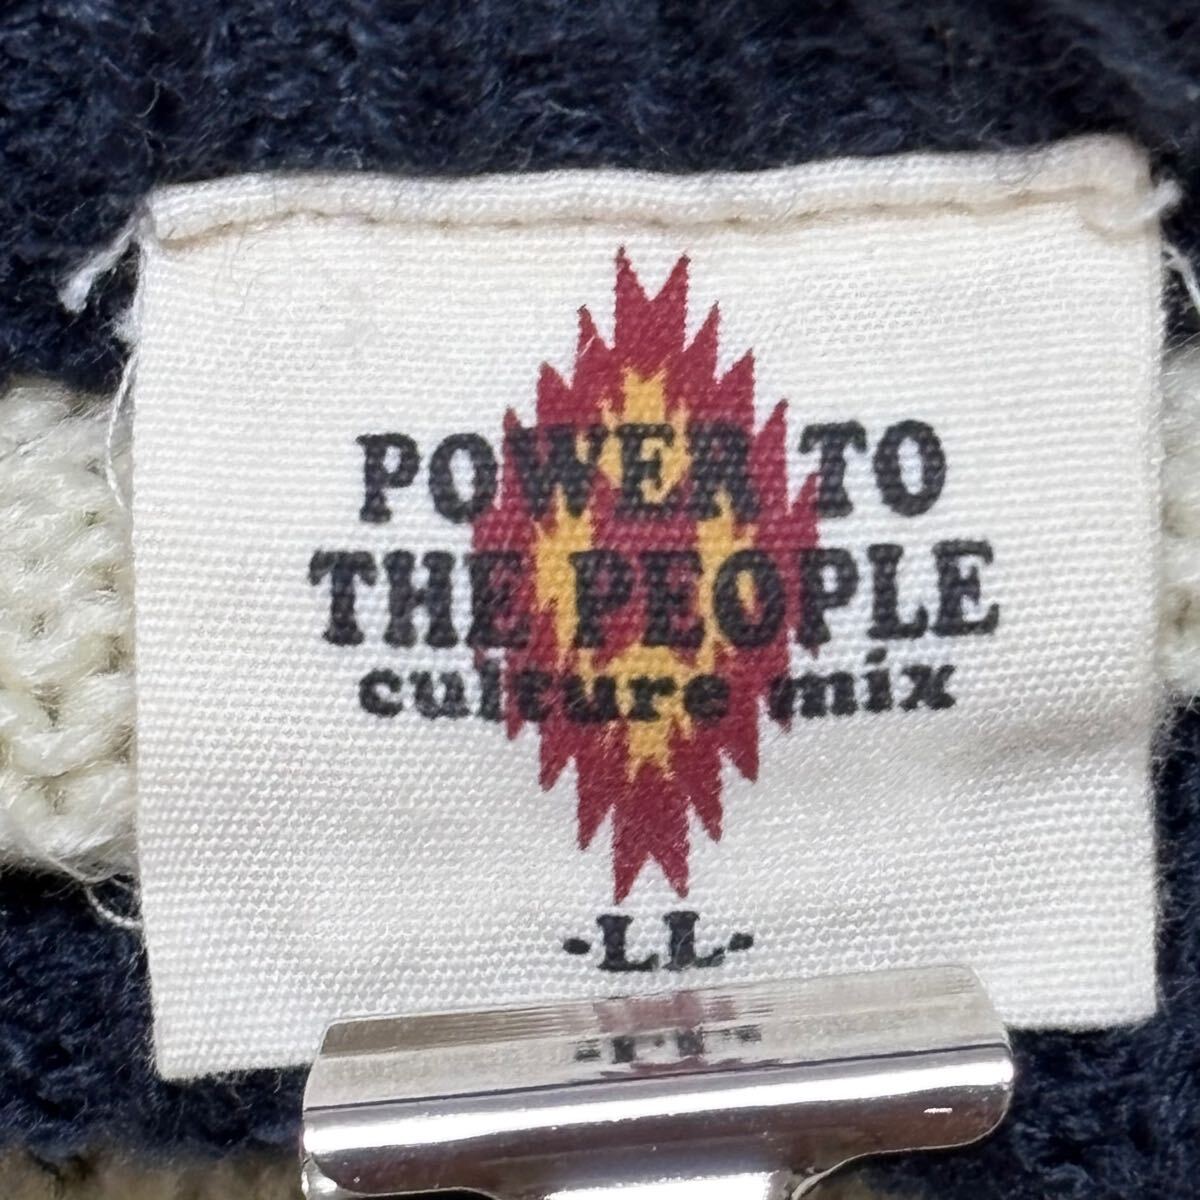 POWER TO
THE PEOPLE
culture mix
·LL·